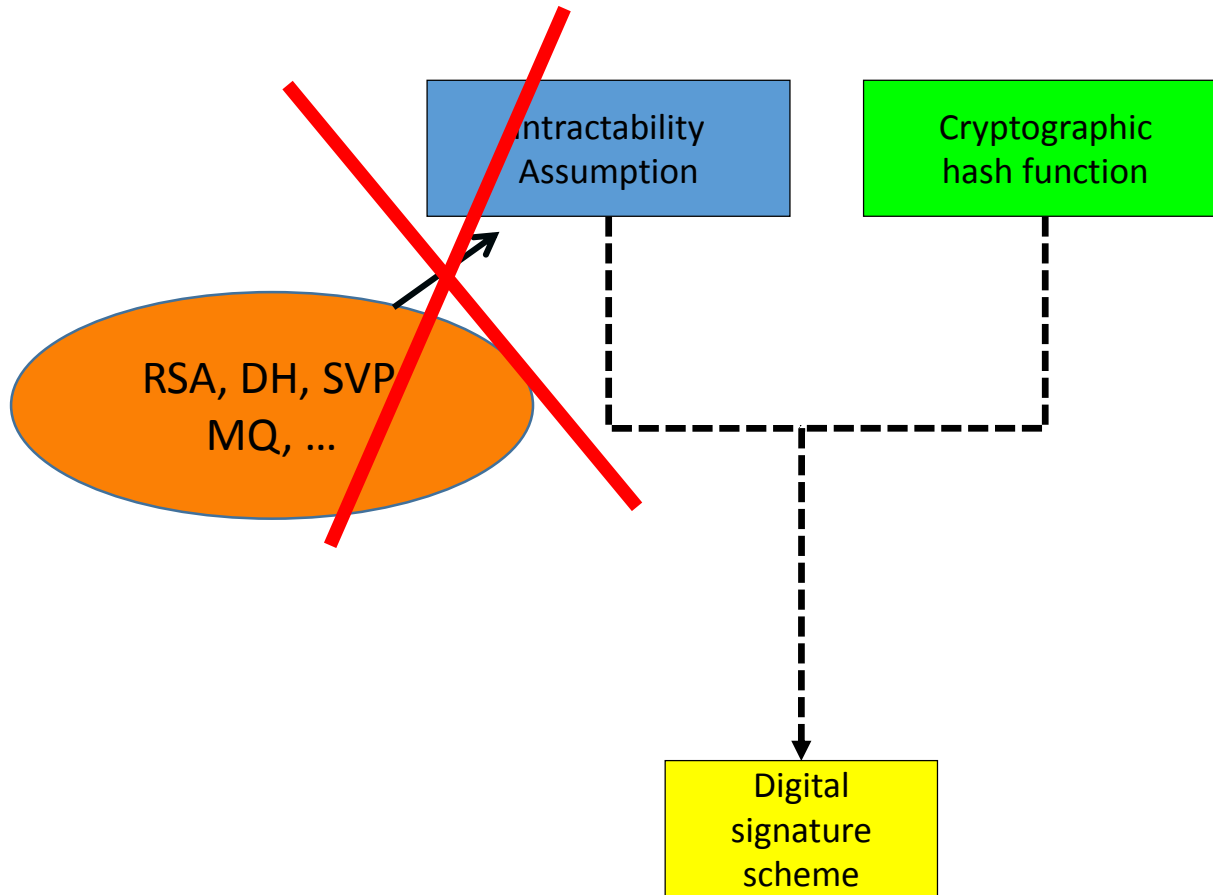 Intractability
Assumption
Cryptographic
hash function
RSA, DH, SVP,
MQ, …
Digital
signature
scheme